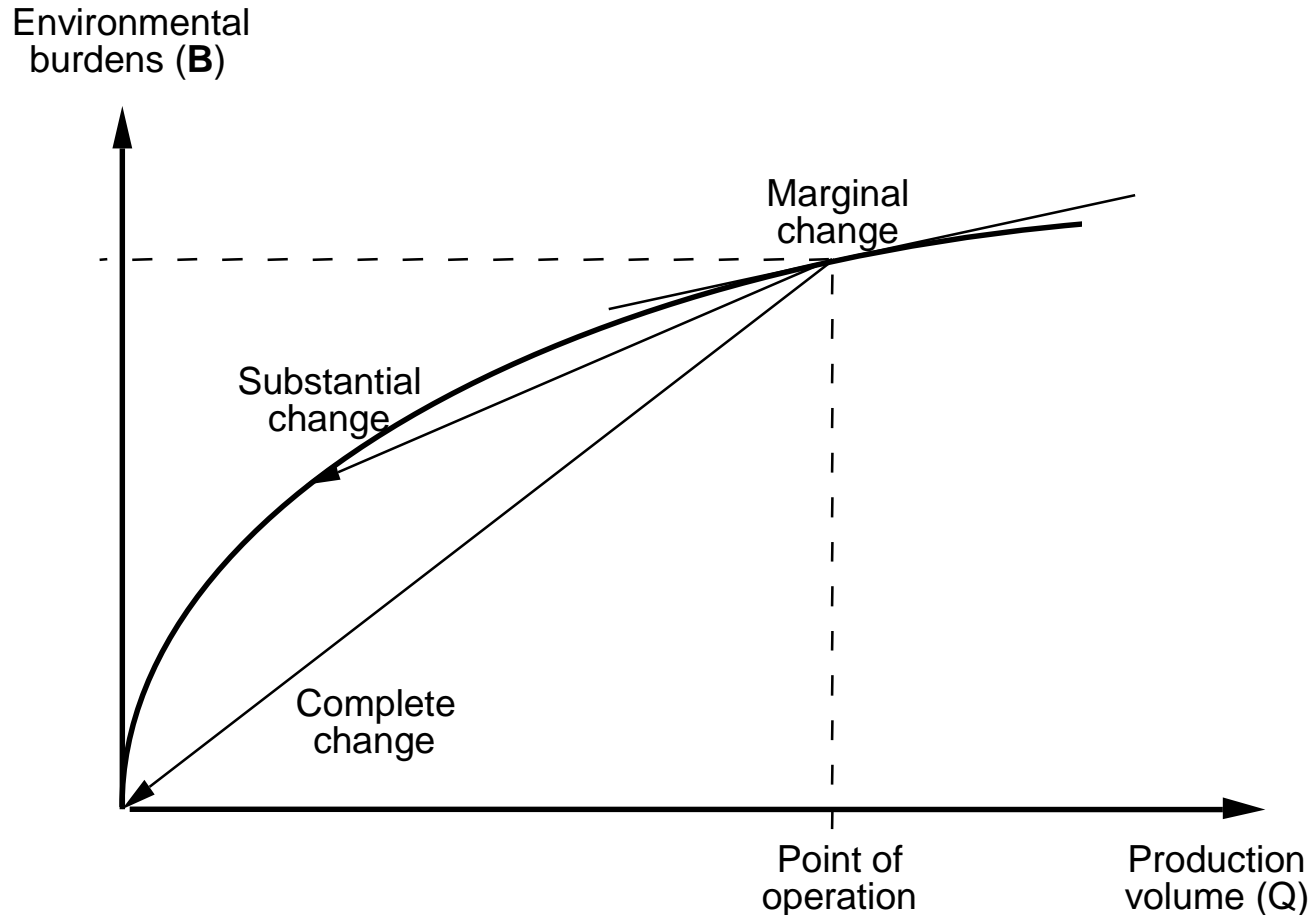 Environmental
burdens (B)
Marginal
change
Substantial
change
Complete
change
Point of
operation
Production
volume (Q)